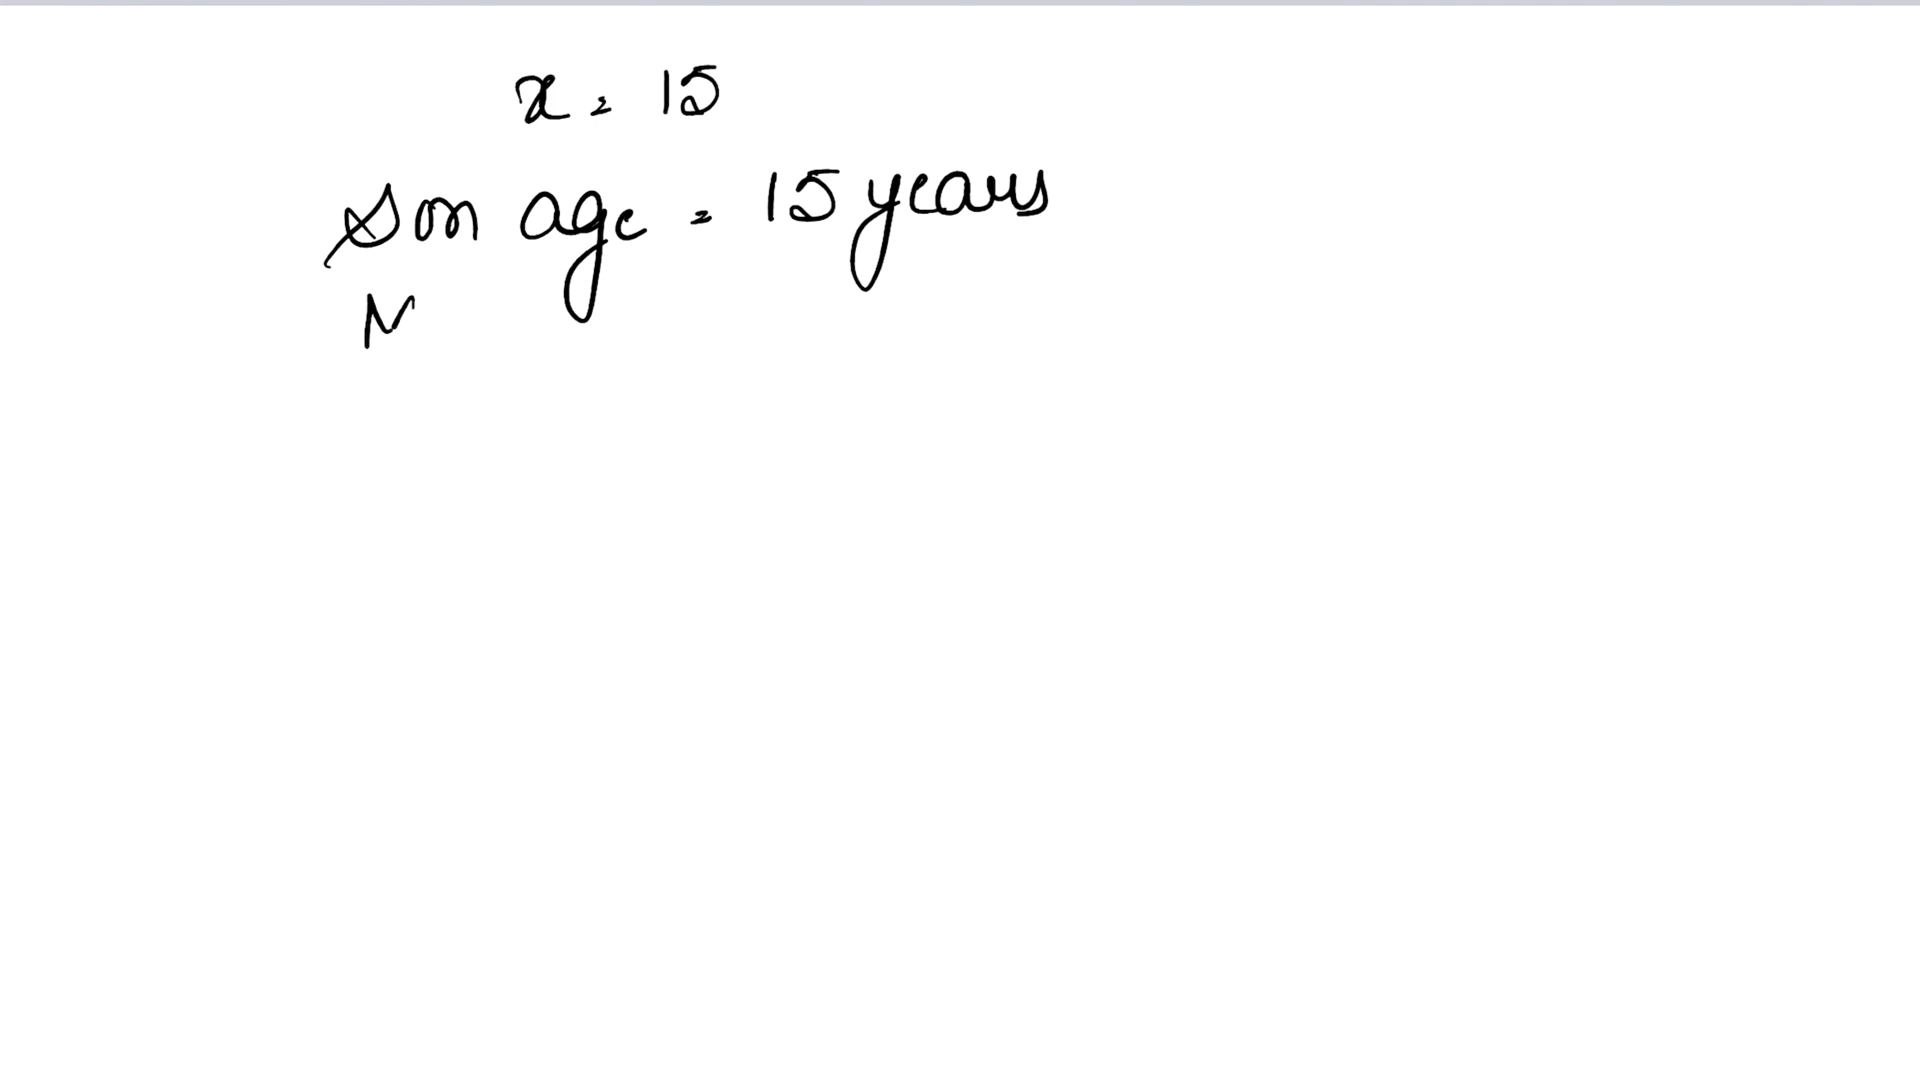 x = 15
Son age = 15 years
N